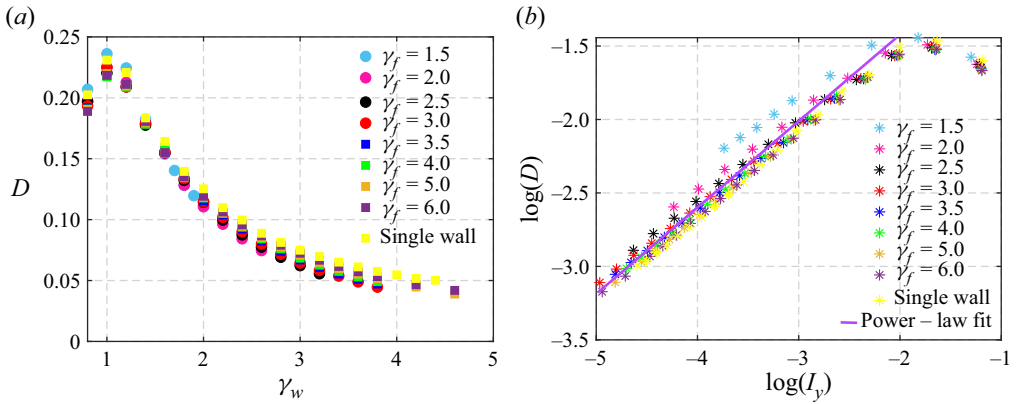 (a)
0.25
0.20
0.15
0.10
0.05
0
D
1
2
3
4
5
γw
γf = 1.5
γf = 2.0
γf = 2.5
γf = 3.0
γf = 3.5
γf = 4.0
γf = 5.0
γf = 6.0
Single wall
(b)
−1.5
−2.0
−2.5
−3.0
−3.5
log(D)
−5
−4
−3
−2
−1
log(Iy)
γf = 1.5
γf = 2.0
γf = 2.5
γf = 3.0
γf = 3.5
γf = 4.0
γf = 5.0
γf = 6.0
Single wall
Power – law fit